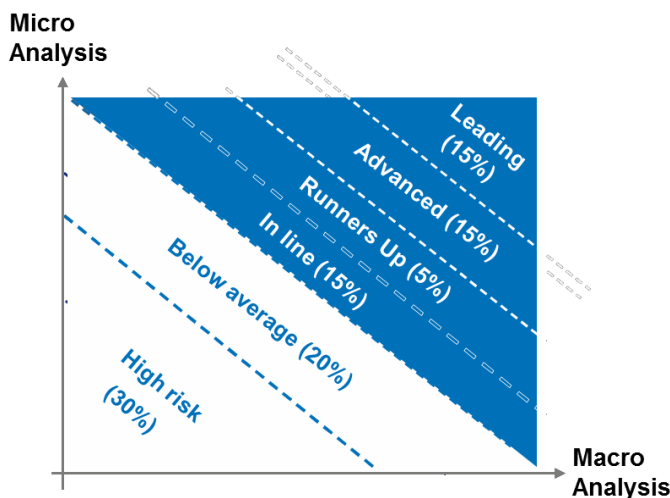 Micro
Analysis
Leading
(15%)
Advanced (15%)
Runners Up (5%)
In line (15%)
Below average (20%)
High risk
(30%)
Macro
Analysis